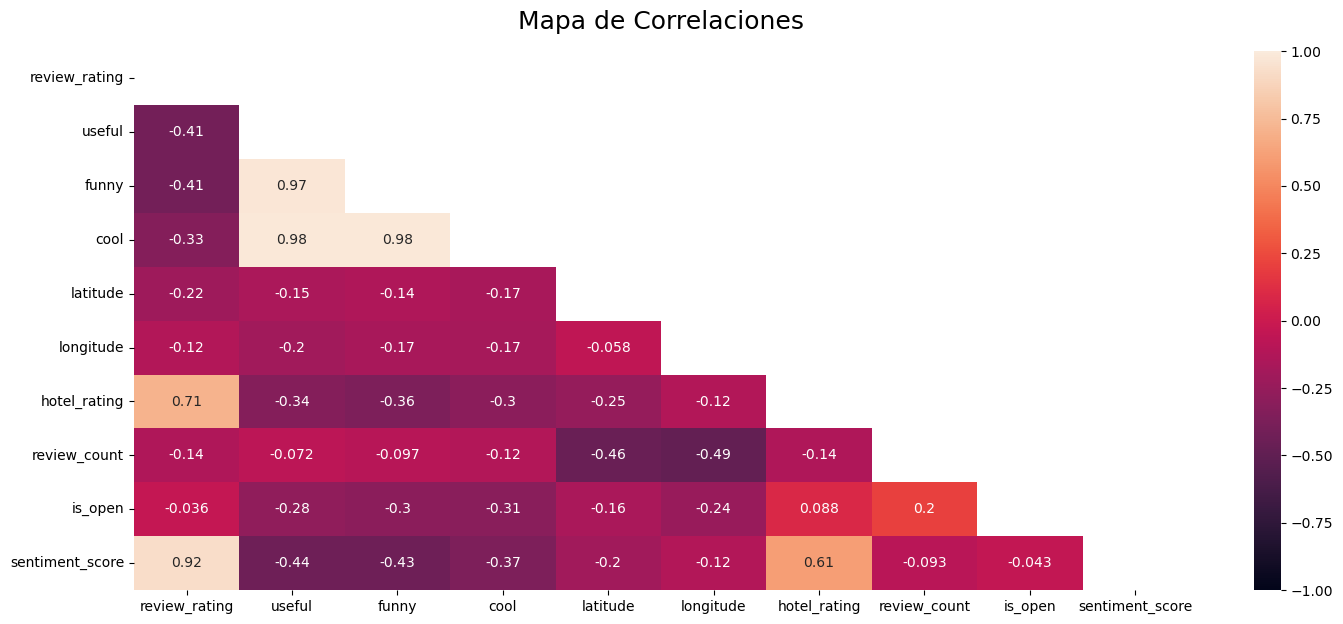 Mapa de Correlaciones
review_rating
useful -0.41
funny -0.41 0.97
cool -0.33 0.98 0.98
latitude -0.22 -0.15 -0.14 -0.17
longitude -0.12 -0.2 -0.17 -0.17 -0.058
hotel_rating 0.71 -0.34 -0.36 -0.3 -0.25 -0.12
review_count -0.14 -0.072 -0.097 -0.12 -0.46 -0.49 -0.14
is_open -0.036 -0.28 -0.3 -0.31 -0.16 -0.24 0.088 0.2
sentiment_score 0.92 -0.44 -0.43 -0.37 -0.2 -0.12 0.61 -0.093 -0.043
review_rating useful funny cool latitude longitude hotel_rating review_count is_open sentiment_score
1.00
0.75
0.50
0.25
0.00
−0.25
−0.50
−0.75
−1.00